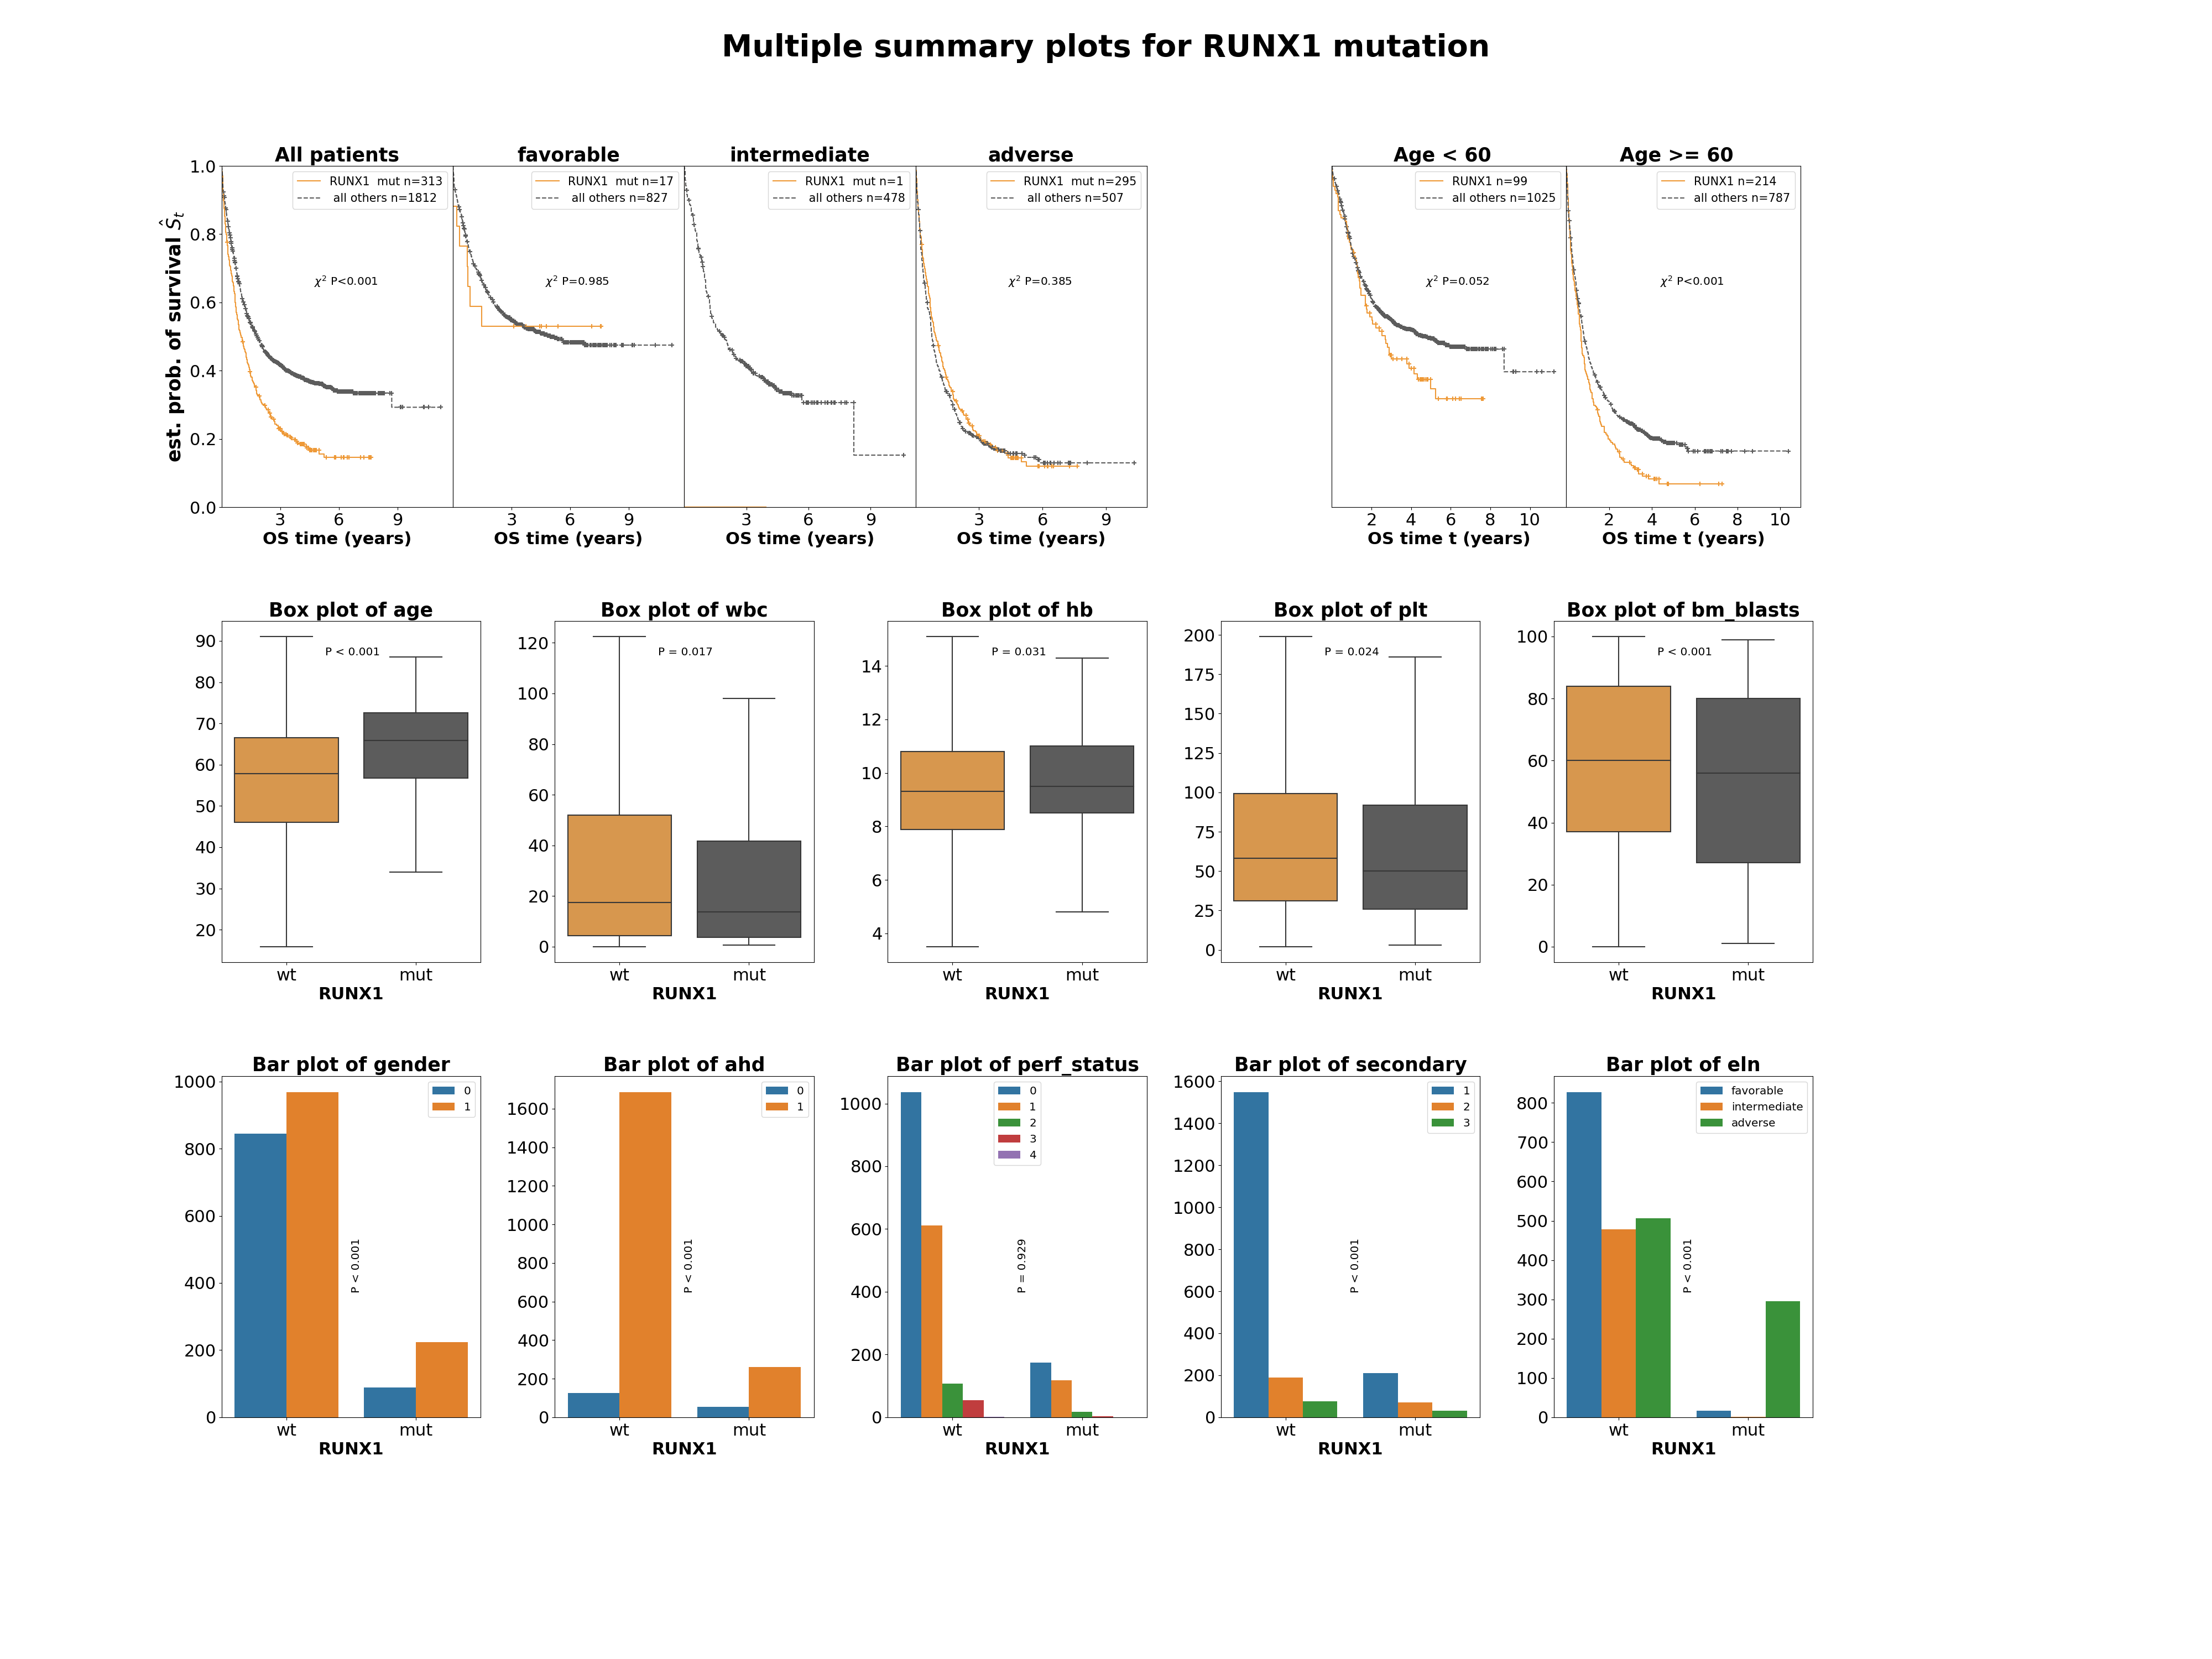 Multiple summary plots for RUNX1 mutation
All patients
favorable
intermediate
adverse
Age < 60
Age >= 60
est. prob. of survival Ŝt
1.0
0.8
0.6
0.4
0.2
0.0
RUNX1 mut n=313
all others n=1812
χ² P<0.001
RUNX1 mut n=17
all others n=827
χ² P=0.985
RUNX1 mut n=1
all others n=478
RUNX1 mut n=295
all others n=507
χ² P=0.385
RUNX1 n=99
all others n=1025
χ² P=0.052
RUNX1 n=214
all others n=787
χ² P<0.001
3 6 9
3 6 9
3 6 9
3 6 9
2 4 6 8 10
2 4 6 8 10
OS time (years)
OS time (years)
OS time (years)
OS time (years)
OS time t (years)
OS time t (years)
Box plot of age
90
80
70
60
50
40
30
20
P < 0.001
wt mut
RUNX1
Box plot of wbc
120
100
80
60
40
20
0
P = 0.017
wt mut
RUNX1
Box plot of hb
14
12
10
8
6
4
P = 0.031
wt mut
RUNX1
Box plot of plt
200
175
150
125
100
75
50
25
0
P = 0.024
wt mut
RUNX1
Box plot of bm_blasts
100
80
60
40
20
0
P < 0.001
wt mut
RUNX1
Bar plot of gender
1000
800
600
400
200
0
0
1
P < 0.001
wt mut
RUNX1
Bar plot of ahd
1600
1400
1200
1000
800
600
400
200
0
0
1
P < 0.001
wt mut
RUNX1
Bar plot of perf_status
1000
800
600
400
200
0
0
1
2
3
4
P = 0.929
wt mut
RUNX1
Bar plot of secondary
1600
1400
1200
1000
800
600
400
200
0
1
2
3
P < 0.001
wt mut
RUNX1
Bar plot of eln
800
700
600
500
400
300
200
100
0
favorable
intermediate
adverse
P < 0.001
wt mut
RUNX1